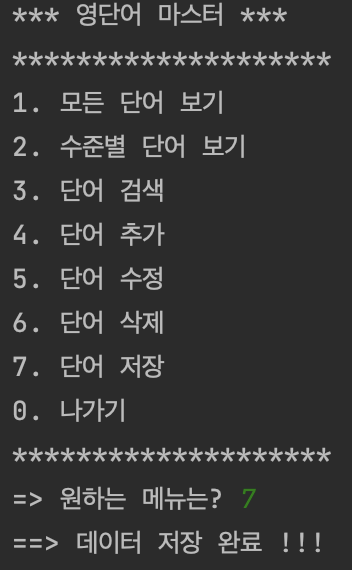 *** 영단어 마스터 ***
********************
1. 모든 단어 보기
2. 수준별 단어 보기
3. 단어 검색
4. 단어 추가
5. 단어 수정
6. 단어 삭제
7. 단어 저장
0. 나가기
********************
=> 원하는 메뉴는? 7
==> 데이터 저장 완료 !!!